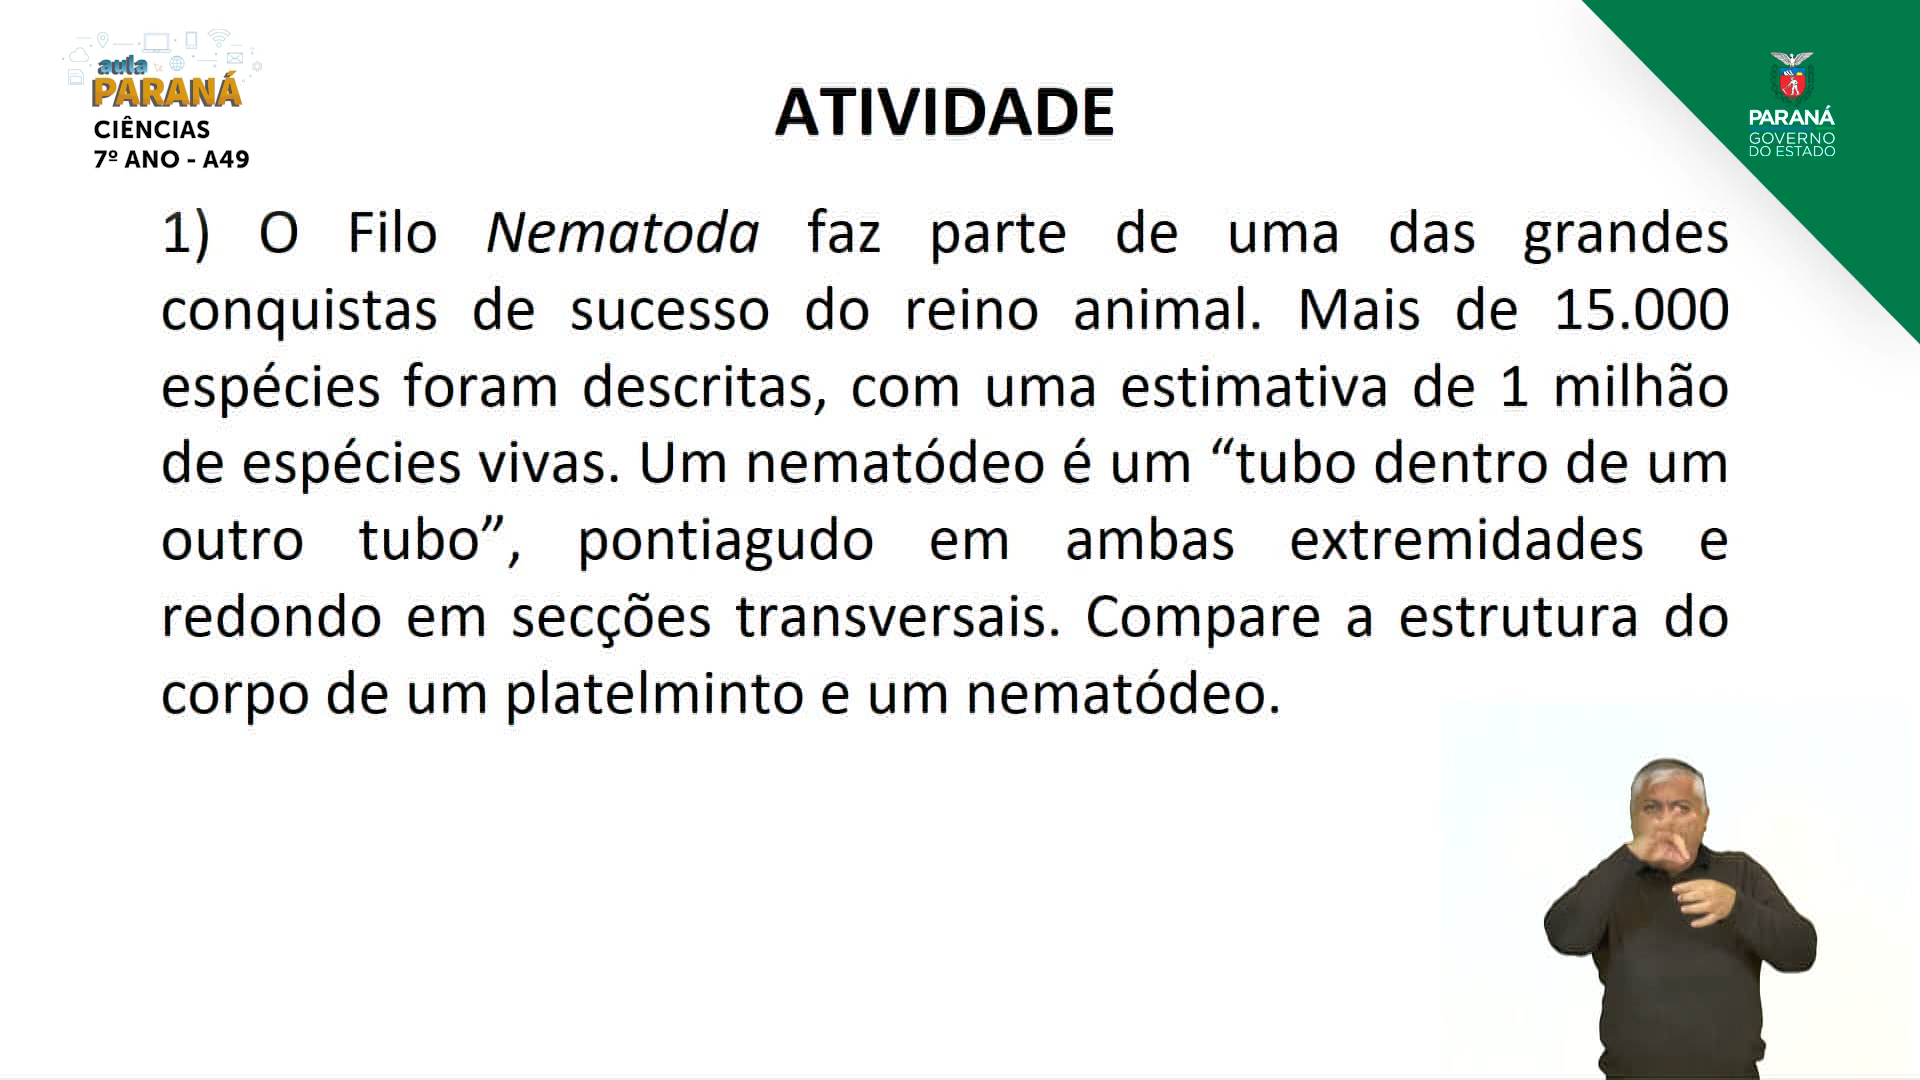 aula
PARANÁ
CIÊNCIAS
7º ANO - A49
ATIVIDADE
PARANÁ
GOVERNO
DO ESTADO
1) O Filo Nematoda faz parte de uma das grandes
conquistas de sucesso do reino animal. Mais de 15.000
espécies foram descritas, com uma estimativa de 1 milhão
de espécies vivas. Um nematódeo é um “tubo dentro de um
outro tubo”, pontiagudo em ambas extremidades e
redondo em secções transversais. Compare a estrutura do
corpo de um platelminto e um nematódeo.